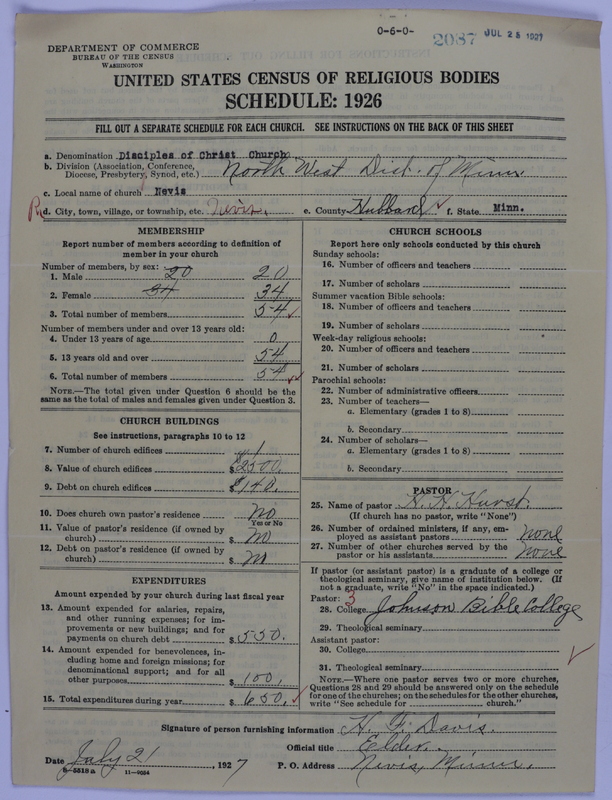 0-6-0-
2087 JUL 25 1927
DEPARTMENT OF COMMERCE
BUREAU OF THE CENSUS
WASHINGTON
UNITED STATES CENSUS OF RELIGIOUS BODIES
SCHEDULE: 1926
FILL OUT A SEPARATE SCHEDULE FOR EACH CHURCH. SEE INSTRUCTIONS ON THE BACK OF THIS SHEET
a. Denomination Disciples of Christ Church
b. Division (Association, Conference, Diocese, Presbytery, Synod, etc.) North West Dist. of Minn.
c. Local name of church Nevis
d. City, town, village, or township, etc. Nevis. e. County Hubbard f. State Minn.
MEMBERSHIP
Report number of members according to definition of member in your church
Number of members, by sex:
1. Male 20 20
2. Female 34 34
3. Total number of members 54
Number of members under and over 13 years old:
4. Under 13 years of age 0
5. 13 years old and over 54
6. Total number of members 54
NOTE.—The total given under Question 6 should be the same as the total of males and females given under Question 3.
CHURCH BUILDINGS
See instructions, paragraphs 10 to 12
7. Number of church edifices 1
8. Value of church edifices $2500.
9. Debt on church edifices $140.
10. Does church own pastor's residence No
Yes or No
11. Value of pastor's residence (if owned by church) $ No
12. Debt on pastor's residence (if owned by church) $ No
EXPENDITURES
Amount expended by your church during last fiscal year
13. Amount expended for salaries, repairs, and other running expenses; for improvements or new buildings; and for payments on church debt $ 550.
14. Amount expended for benevolences, including home and foreign missions; for denominational support; and for all other purposes $ 100.
15. Total expenditures during year $ 650.
CHURCH SCHOOLS
Report here only schools conducted by this church
Sunday schools:
16. Number of officers and teachers
17. Number of scholars
Summer vacation Bible schools:
18. Number of officers and teachers
19. Number of scholars
Week-day religious schools:
20. Number of officers and teachers
21. Number of scholars
Parochial schools:
22. Number of administrative officers
23. Number of teachers—
a. Elementary (grades 1 to 8)
b. Secondary
24. Number of scholars—
a. Elementary (grades 1 to 8)
b. Secondary
PASTOR
25. Name of pastor Hurst.
(If church has no pastor, write "None")
26. Number of ordained ministers, if any, employed as assistant pastors None
27. Number of other churches served by the pastor or his assistants None
If pastor (or assistant pastor) is a graduate of a college or theological seminary, give name of institution below. (If not a graduate, write "No" in the space indicated.)
Pastor: 3
28. College Johnson Bible College
29. Theological seminary
Assistant pastor:
30. College
31. Theological seminary
NOTE.—Where one pastor serves two or more churches, Questions 28 and 29 should be answered only on the schedule for one of the churches; on the schedules for the other churches, write "See schedule for church."
Signature of person furnishing information H. F. Davis.
Official title Elder.
Date July 21, 1927 P. O. Address Nevis, Minn.
8-5518 a 11-9054